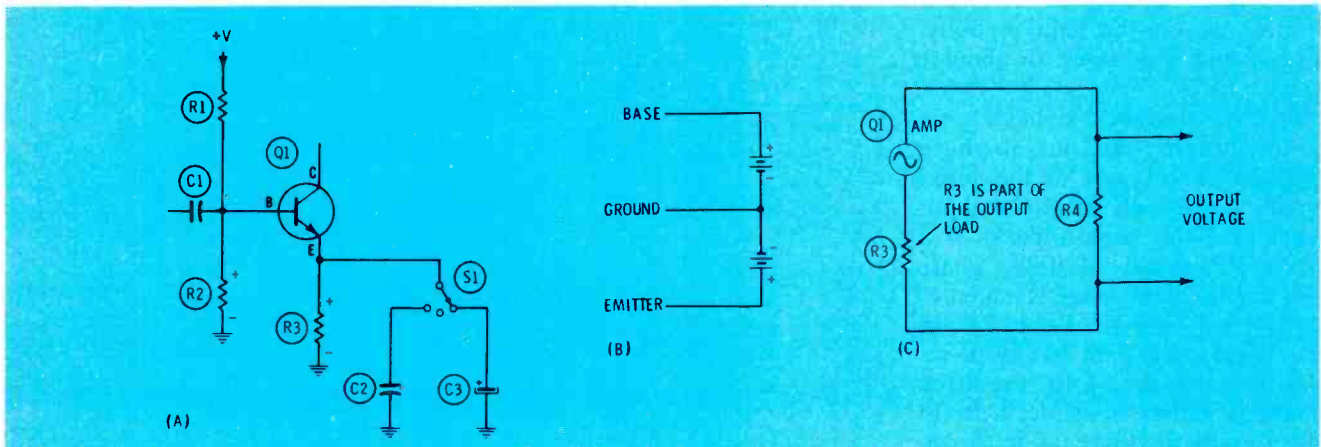 +V
R1
Q1
C
C1
B
E
S1
R2
+
-
R3
+
-
C2
C3
+
(A)
BASE
+
-
GROUND
-
+
EMITTER
(B)
Q1 AMP
R3 IS PART OF
THE OUTPUT
LOAD
R3
R4
OUTPUT
VOLTAGE
(C)